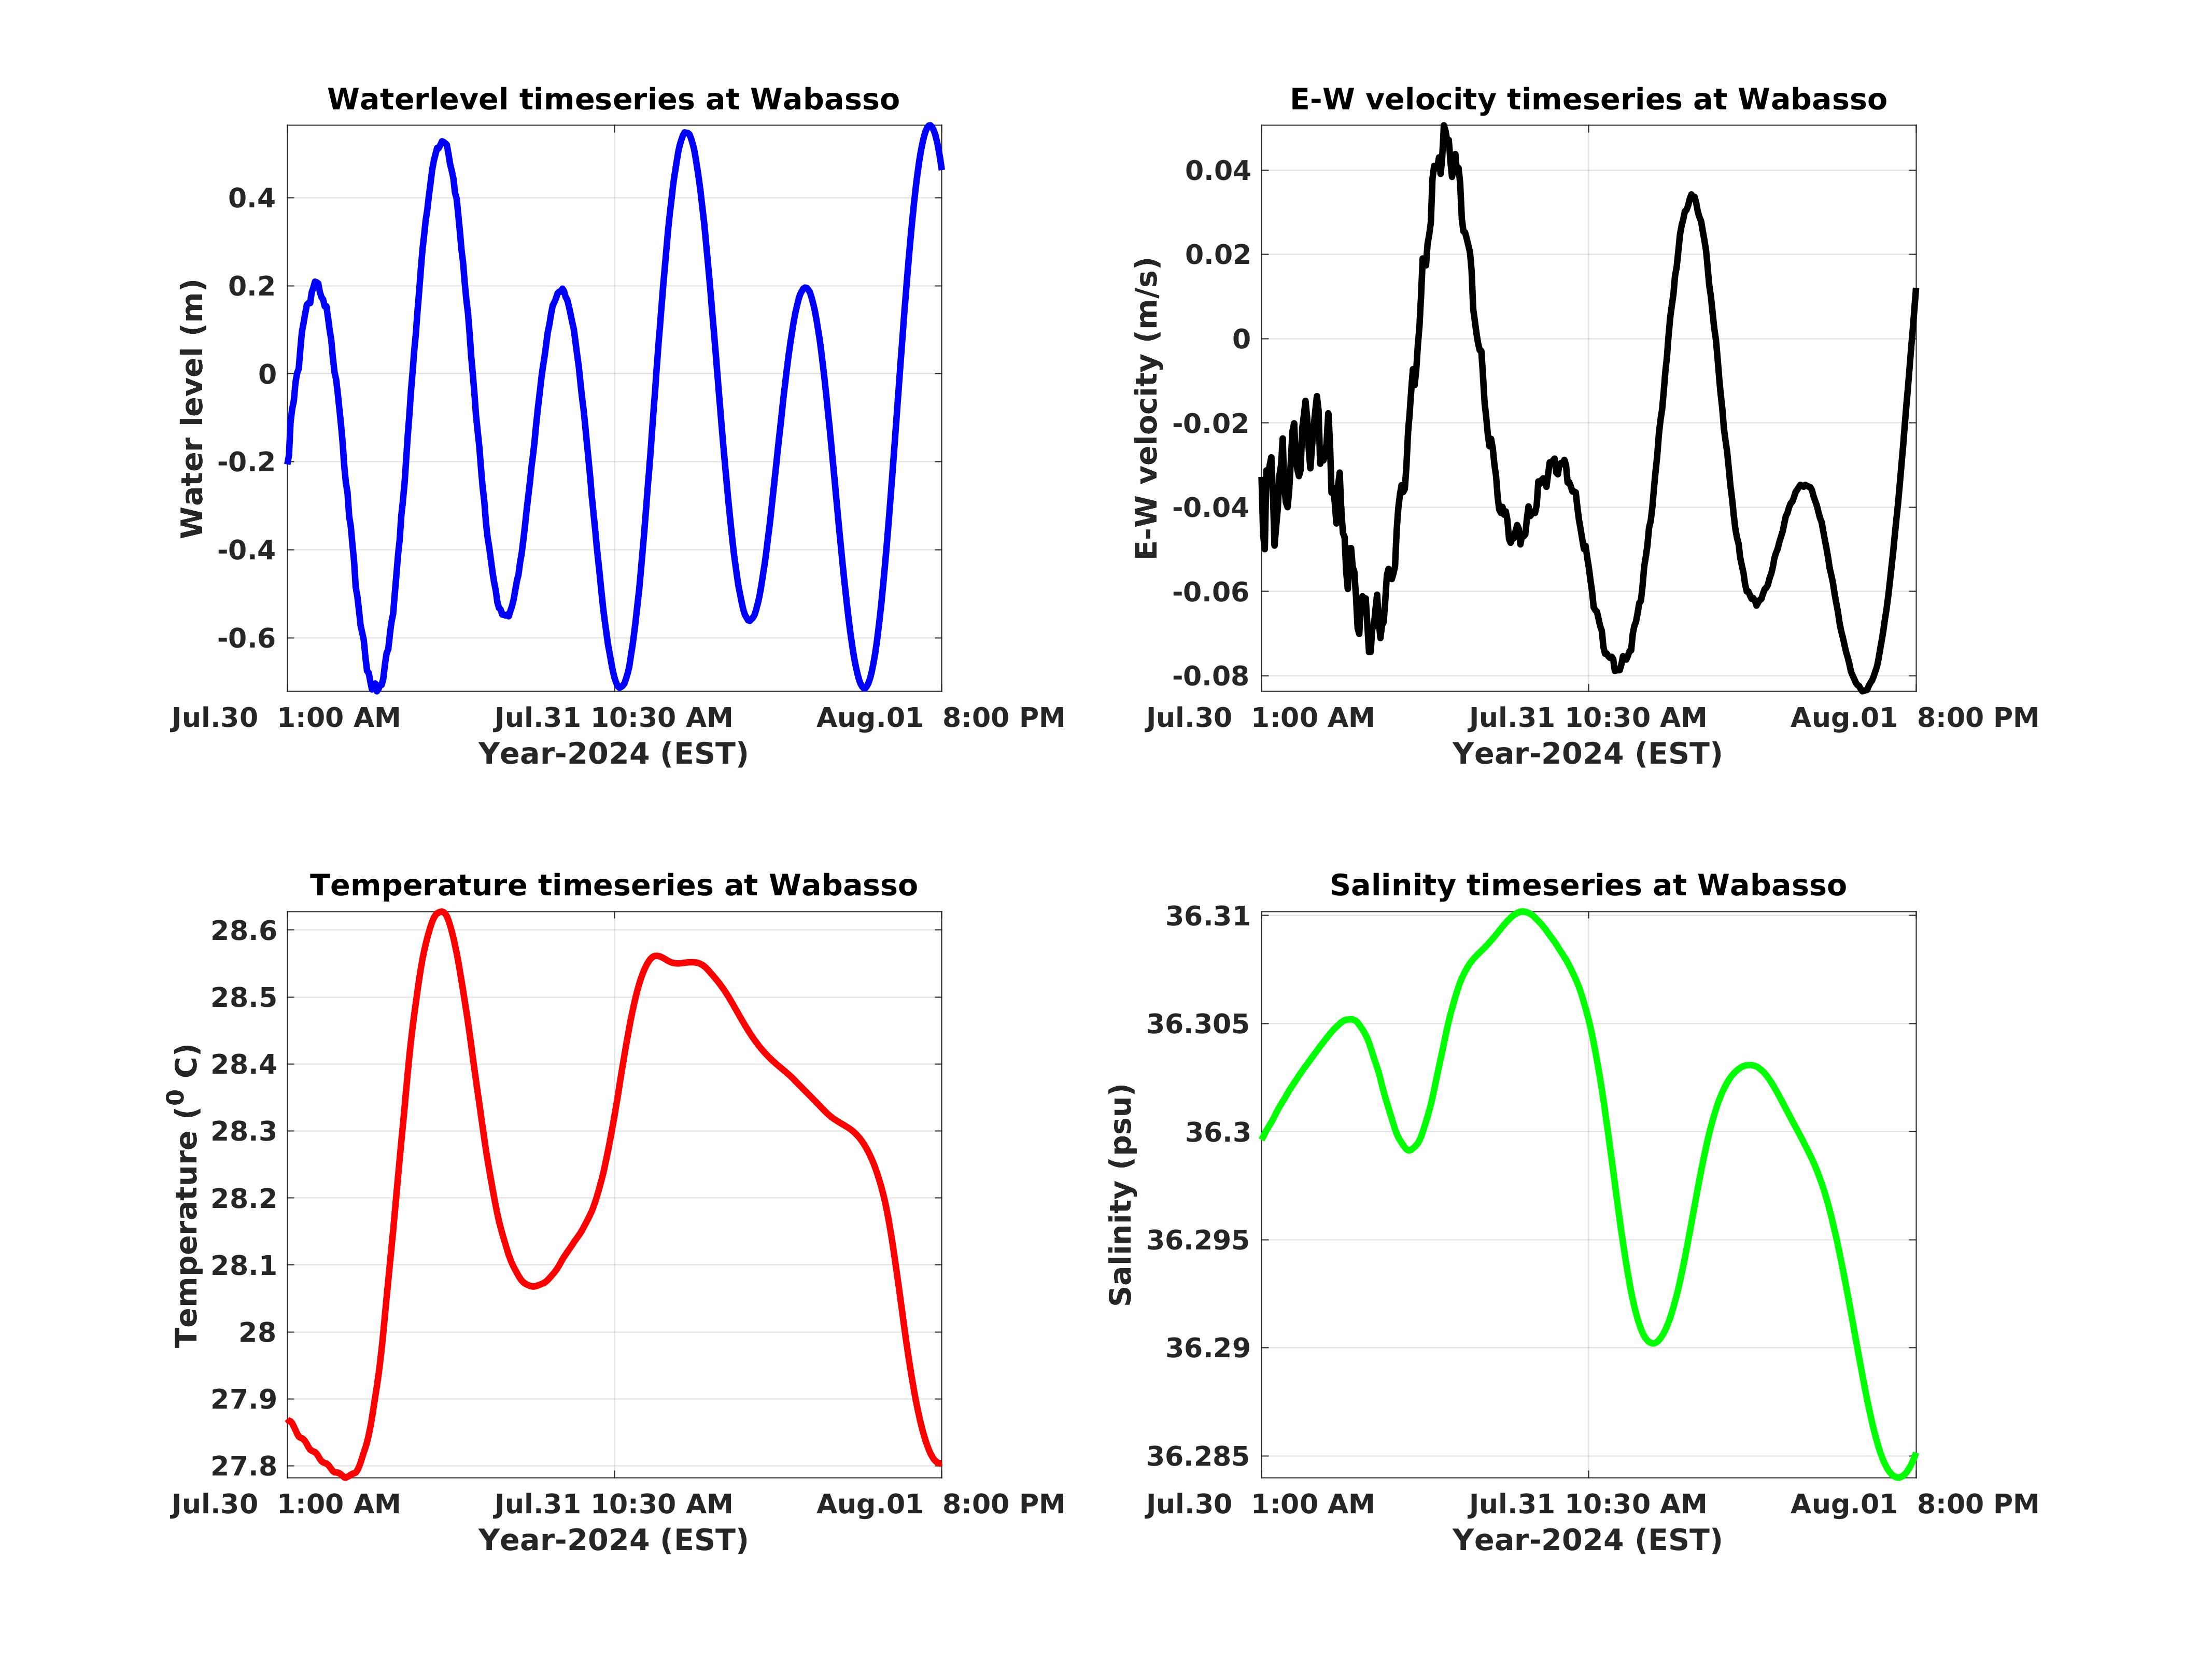 Waterlevel timeseries at Wabasso
0.4
0.2
0
-0.2
-0.4
-0.6
Water level (m)
Jul.30 1:00 AM
Jul.31 10:30 AM
Aug.01 8:00 PM
Year-2024 (EST)
E-W velocity timeseries at Wabasso
0.04
0.02
0
-0.02
-0.04
-0.06
-0.08
E-W velocity (m/s)
Jul.30 1:00 AM
Jul.31 10:30 AM
Aug.01 8:00 PM
Year-2024 (EST)
Temperature timeseries at Wabasso
28.6
28.5
28.4
28.3
28.2
28.1
28
27.9
27.8
Temperature (⁰ C)
Jul.30 1:00 AM
Jul.31 10:30 AM
Aug.01 8:00 PM
Year-2024 (EST)
Salinity timeseries at Wabasso
36.31
36.305
36.3
36.295
36.29
36.285
Salinity (psu)
Jul.30 1:00 AM
Jul.31 10:30 AM
Aug.01 8:00 PM
Year-2024 (EST)